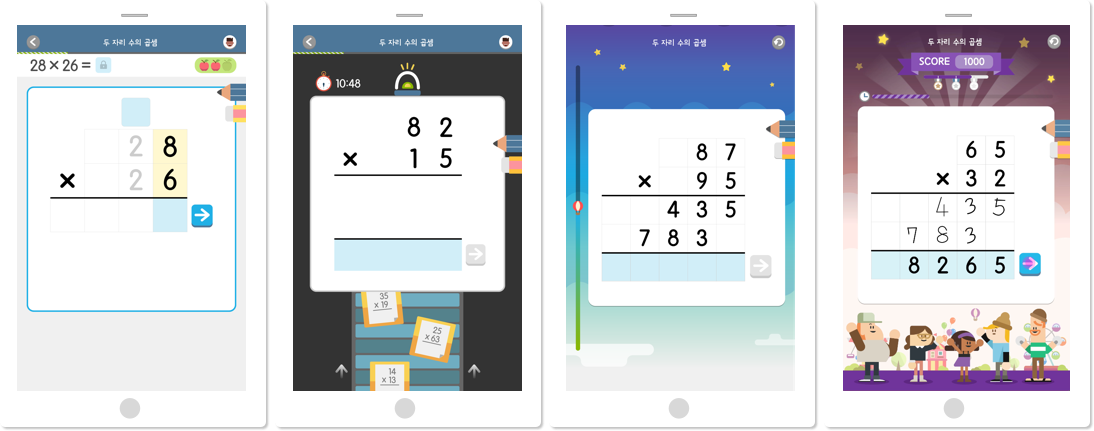 두 자리 수의 곱셈
28 × 26 =
2 8
× 2 6
두 자리 수의 곱셈
10:48
8 2
× 1 5
35
× 19
25
× 63
14
× 13
두 자리 수의 곱셈
8 7
× 9 5
4 3 5
7 8 3
두 자리 수의 곱셈
SCORE 1000
6 5
× 3 2
4 3 5
7 8 3
8 2 6 5